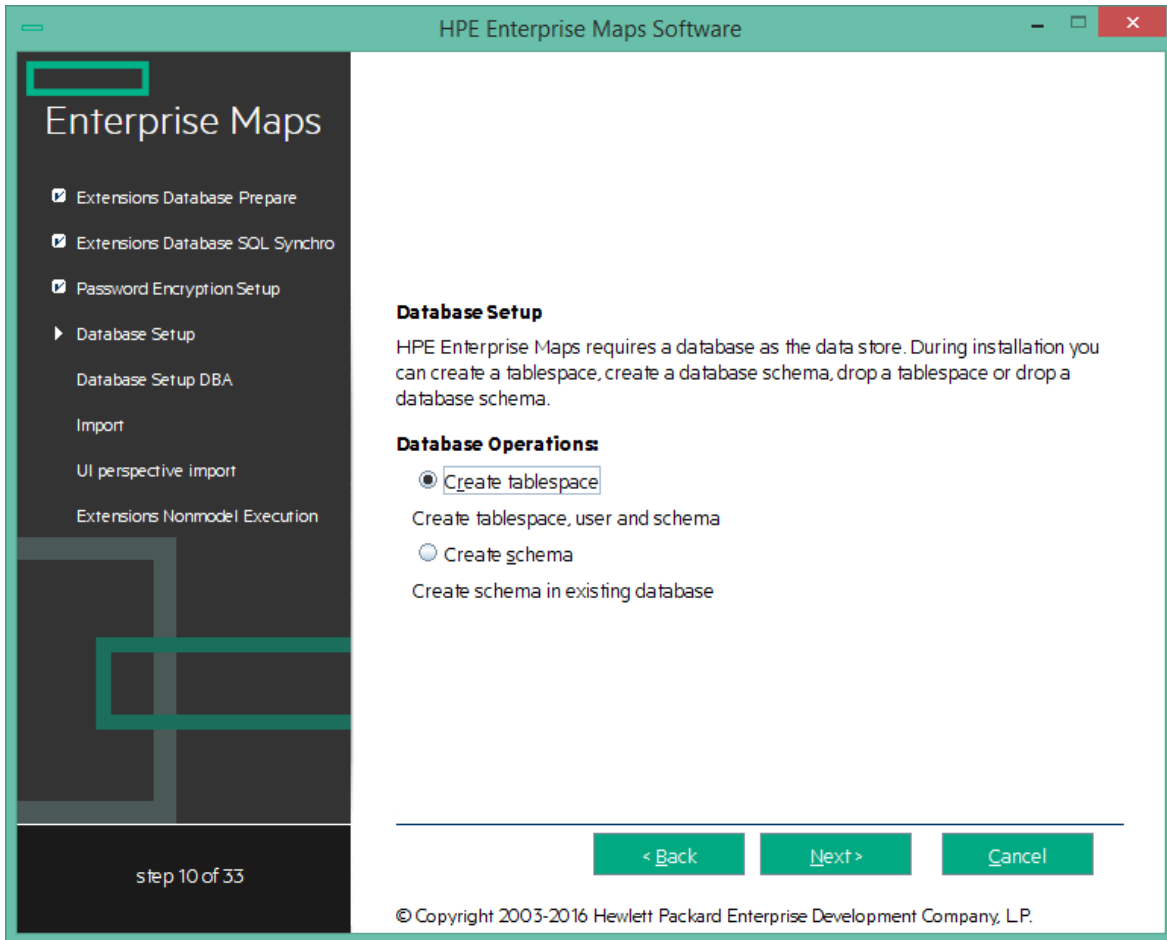 HPE Enterprise Maps Software
Enterprise Maps
Extensions Database Prepare
Extensions Database SQL Synchro
Password Encryption Setup
Database Setup
Database Setup DBA
Import
UI perspective import
Extensions Nonmodel Execution
step 10 of 33
Database Setup
HPE Enterprise Maps requires a database as the data store. During installation you
can create a tablespace, create a database schema, drop a tablespace or drop a
database schema.
Database Operations:
Create tablespace
Create tablespace, user and schema
Create schema
Create schema in existing database
< Back
Next >
Cancel
© Copyright 2003-2016 Hewlett Packard Enterprise Development Company, L.P.